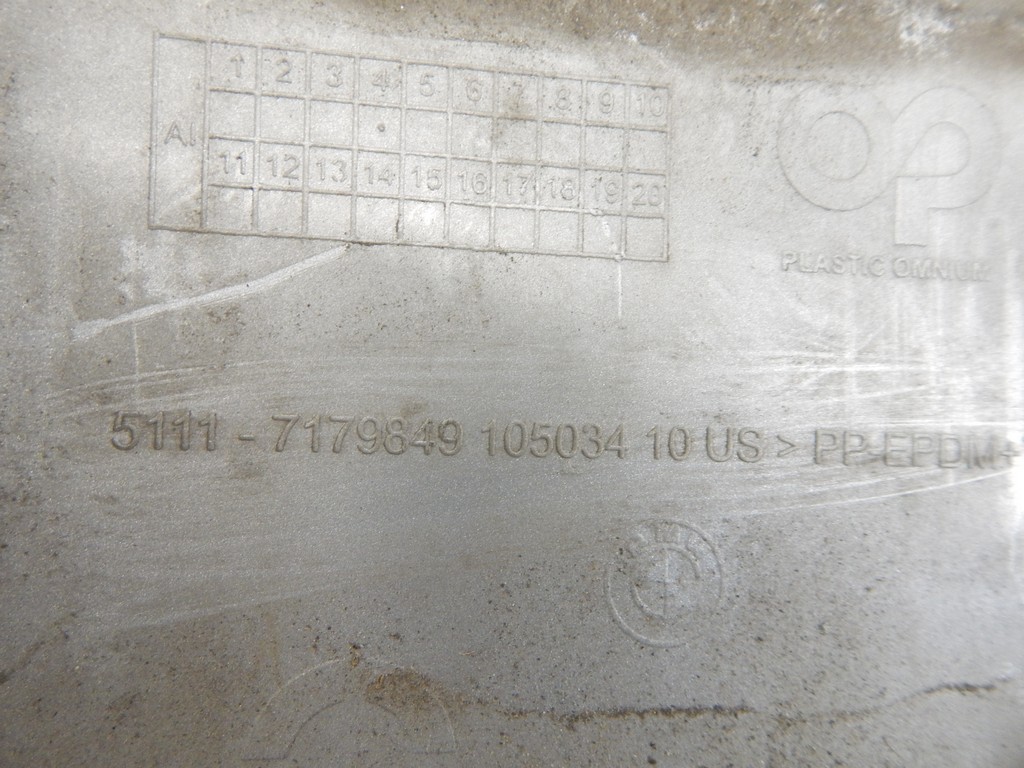 1 2 3 4 5 6 7 8 9 10
AI
11 12 13 14 15 16 17 18 19 20
PLASTIC OMNIUM
5111 - 7179849 105034 10 US > PP-EPDM+